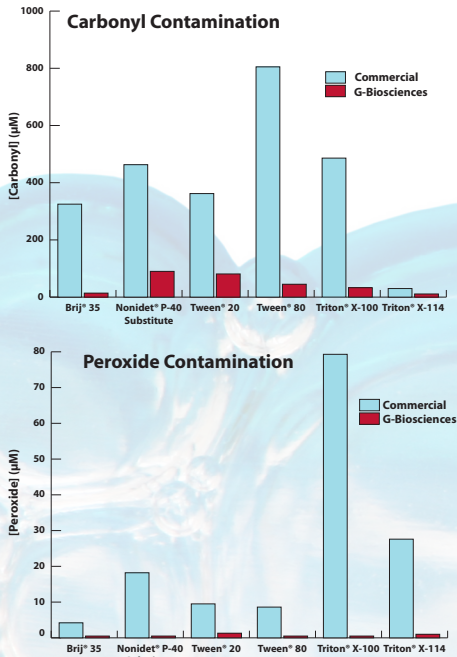 Carbonyl Contamination
1000
800
600
400
200
0
[Carbonyl] (µM)
Commercial
G-Biosciences
Brij® 35
Nonidet® P-40
Substitute
Tween® 20
Tween® 80
Triton® X-100
Triton® X-114
Peroxide Contamination
80
70
60
50
40
30
20
10
0
[Peroxide] (µM)
Commercial
G-Biosciences
Brij® 35
Nonidet® P-40
Tween® 20
Tween® 80
Triton® X-100
Triton® X-114